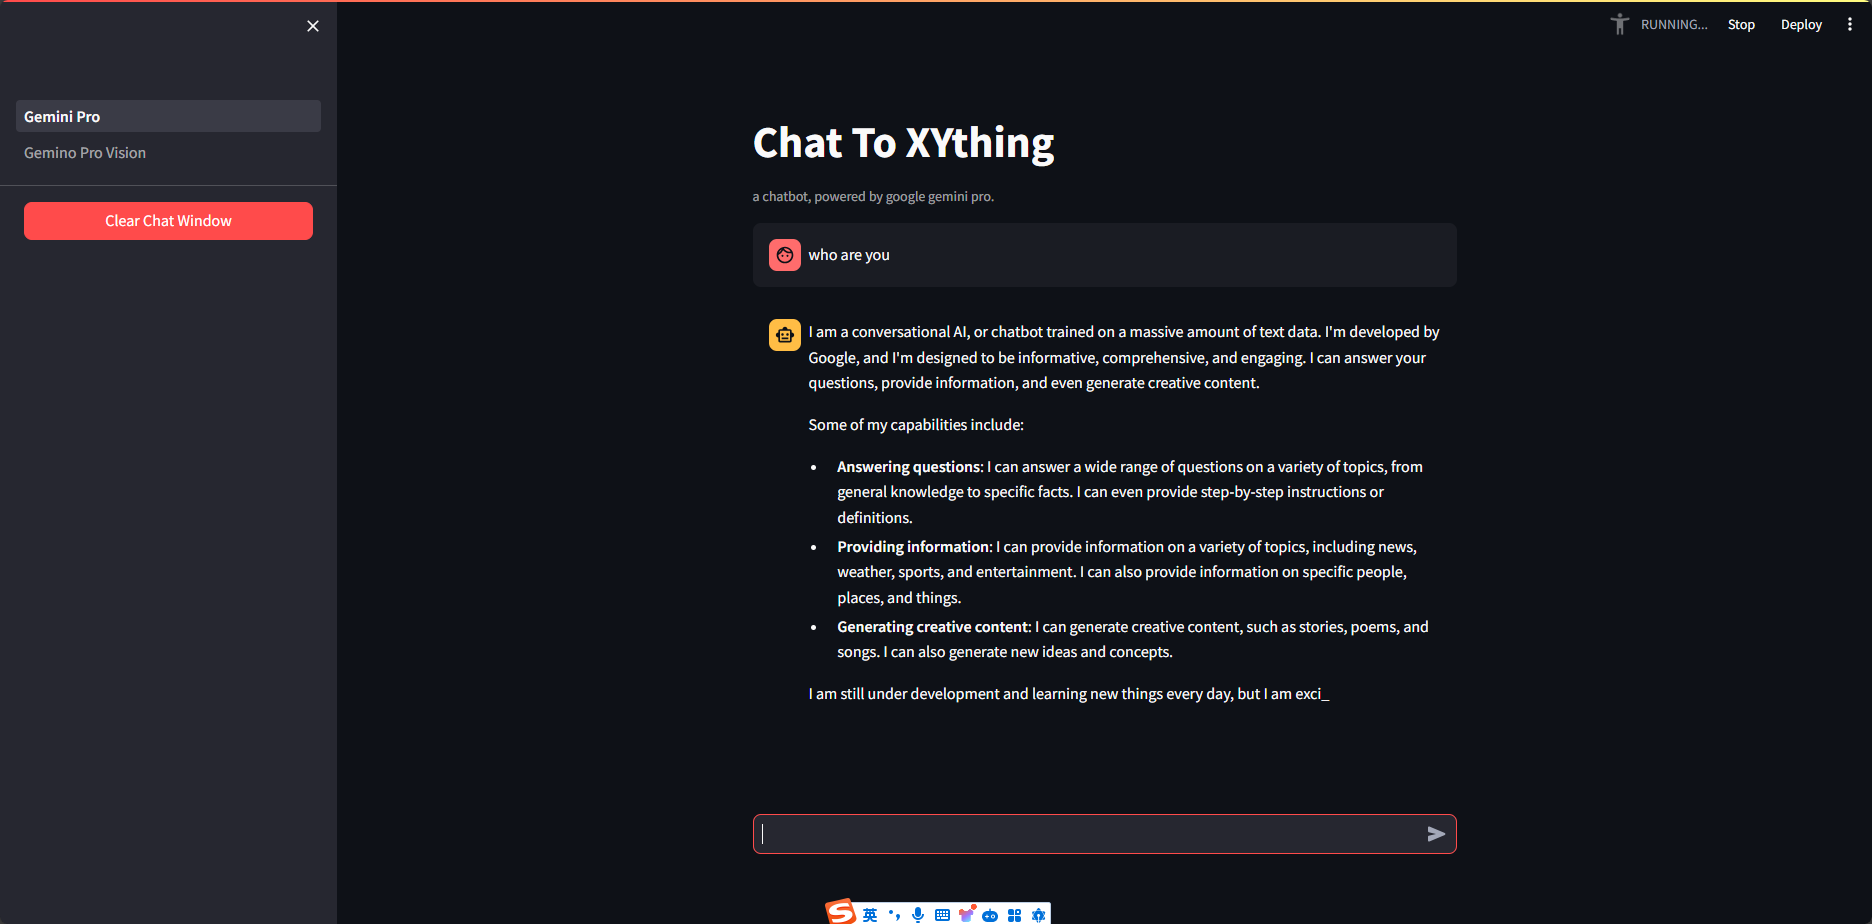 RUNNING...
Stop
Deploy
Gemini Pro
Gemino Pro Vision
Clear Chat Window
Chat To XYthing
a chatbot, powered by google gemini pro.
who are you
I am a conversational AI, or chatbot trained on a massive amount of text data. I'm developed by
Google, and I'm designed to be informative, comprehensive, and engaging. I can answer your
questions, provide information, and even generate creative content.
Some of my capabilities include:
• Answering questions: I can answer a wide range of questions on a variety of topics, from
general knowledge to specific facts. I can even provide step-by-step instructions or
definitions.
• Providing information: I can provide information on a variety of topics, including news,
weather, sports, and entertainment. I can also provide information on specific people,
places, and things.
• Generating creative content: I can generate creative content, such as stories, poems, and
songs. I can also generate new ideas and concepts.
I am still under development and learning new things every day, but I am exci_
S 英